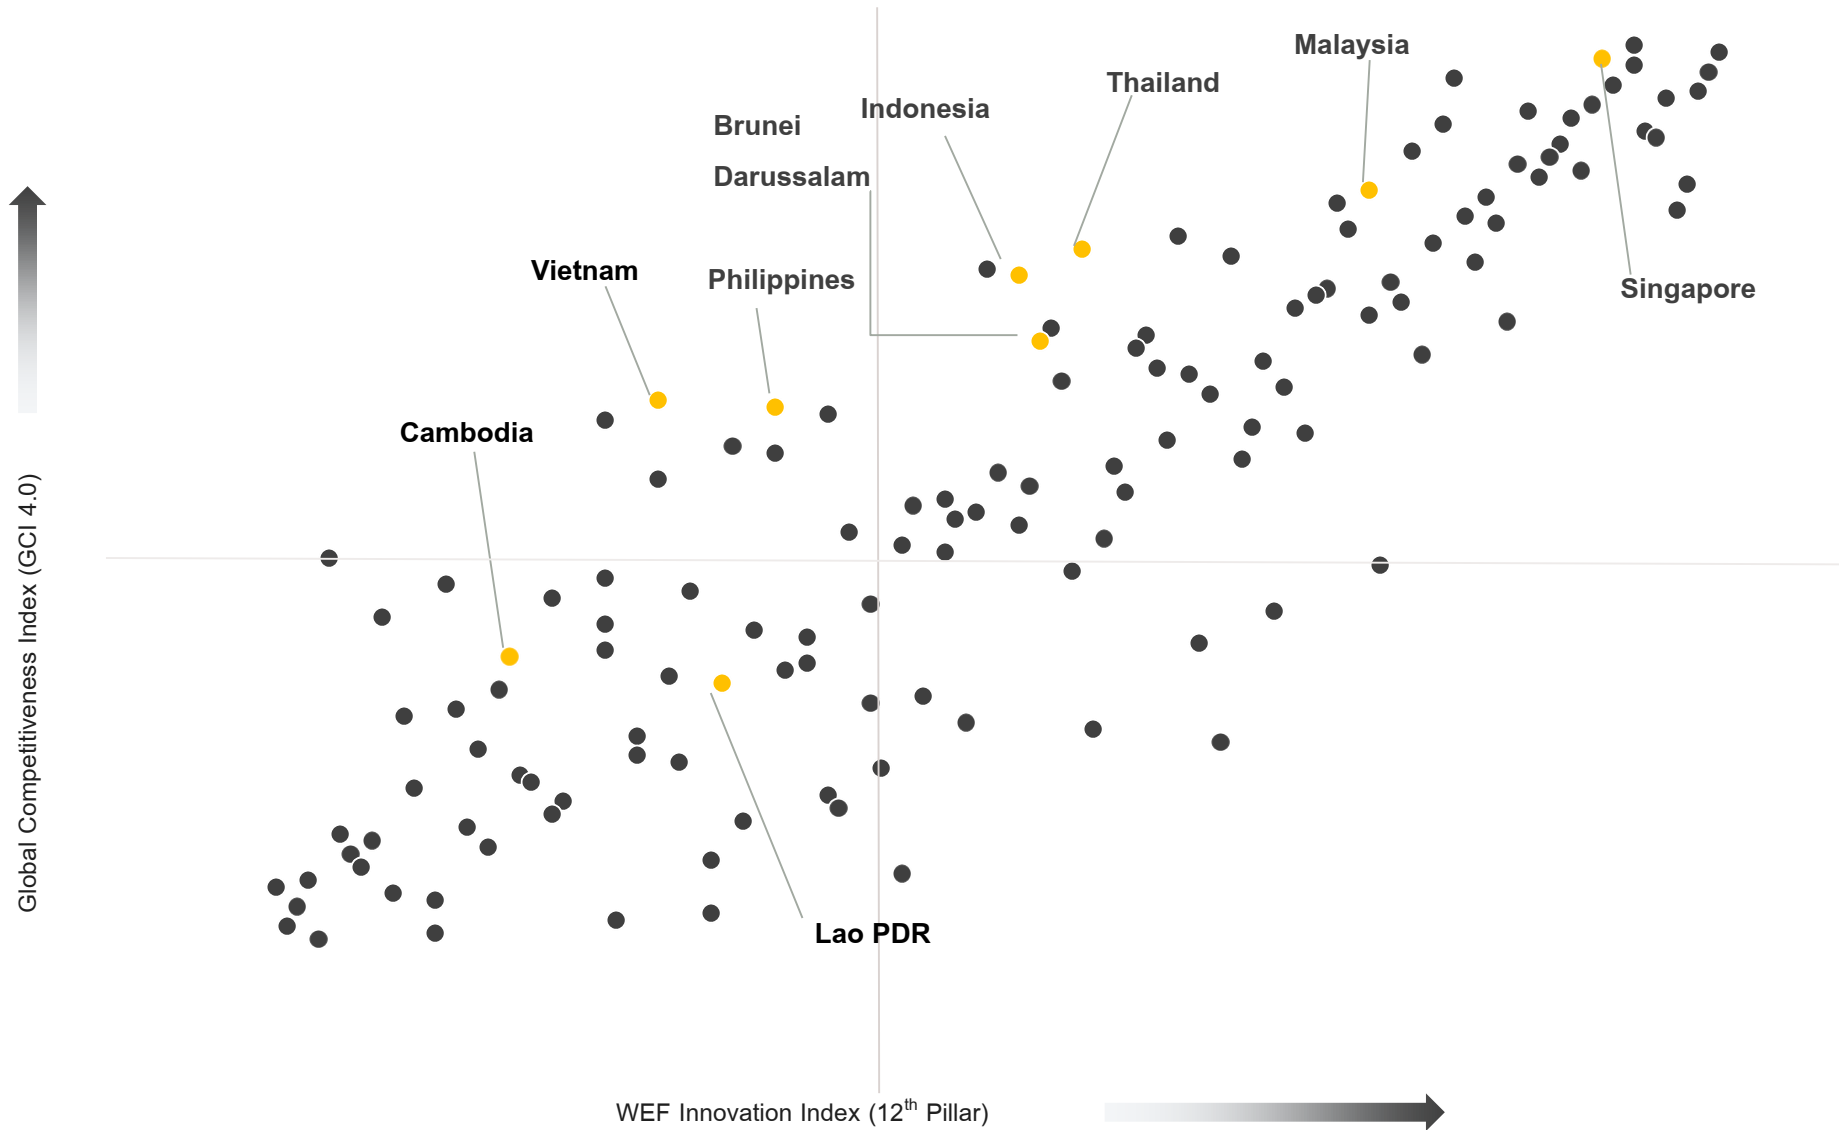 Malaysia
Thailand
Indonesia
Brunei
Darussalam
Vietnam
Philippines
Singapore
Cambodia
Global Competitiveness Index (GCI 4.0)
Lao PDR
WEF Innovation Index (12th Pillar)